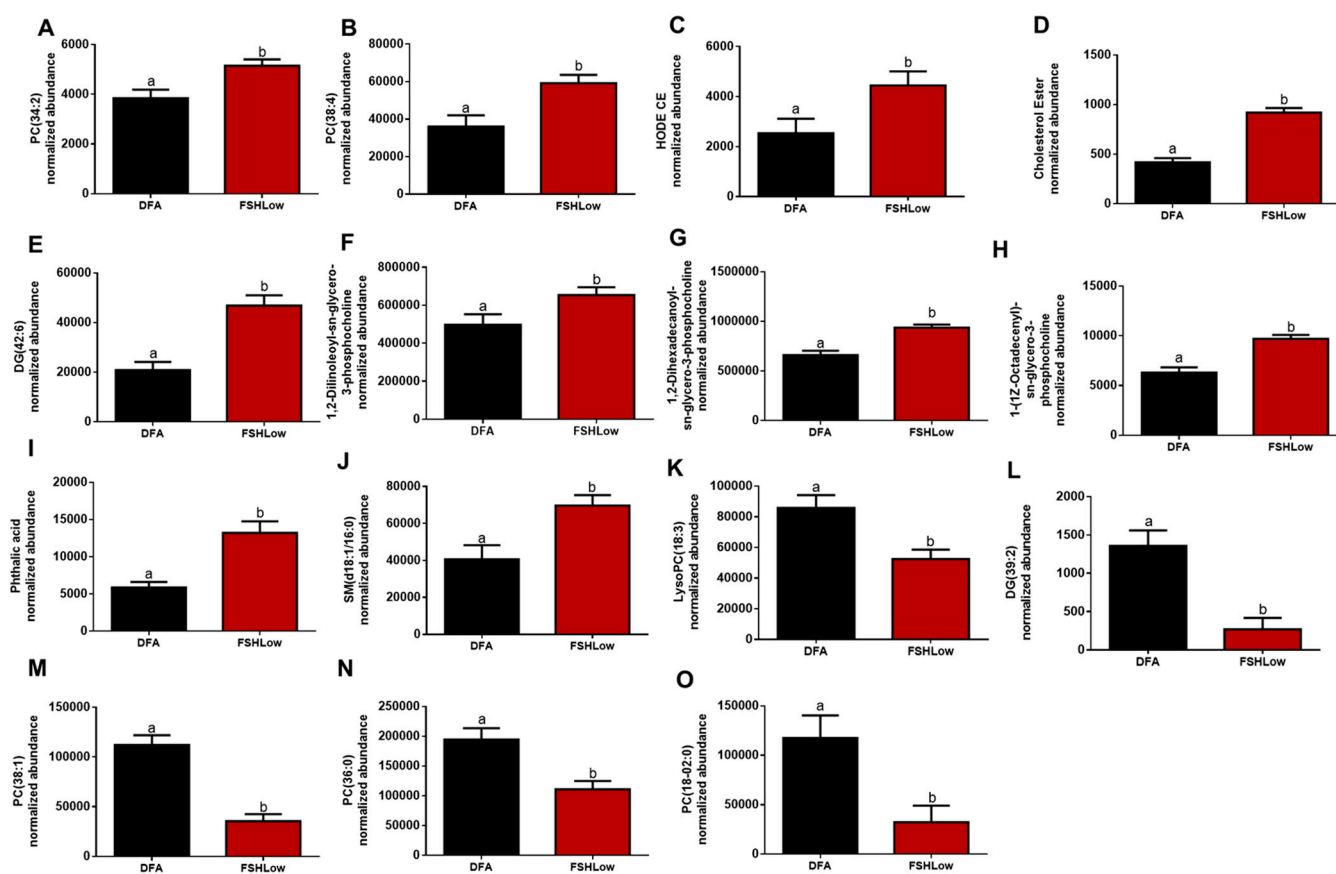 A
PC(34:2)
normalized abundance
6000
4000
2000
0
a
b
DFA
FSHLow
B
PC(38:4)
normalized abundance
80000
60000
40000
20000
0
a
b
DFA
FSHLow
C
HODE CE
normalized abundance
6000
4000
2000
0
a
b
DFA
FSHLow
D
Cholesterol Ester
normalized abundance
1500
1000
500
0
a
b
DFA
FSHLow
E
DG(42:6)
normalized abundance
60000
40000
20000
0
a
b
DFA
FSHLow
F
1,2-Dilinoleoyl-sn-glycero-
3-phosphocholine
normalized abundance
800000
600000
400000
200000
0
a
b
DFA
FSHLow
G
1,2-Dihexadecanoyl-
sn-glycero-3-phosphocholine
normalized abundance
1500000
1000000
500000
0
a
b
DFA
FSHLow
H
1-(1Z-Octadecenyl)-
sn-glycero-3-
phosphocholine
normalized abundance
15000
10000
5000
0
a
b
DFA
FSHLow
I
Phthalic acid
normalized abundance
20000
15000
10000
5000
0
a
b
DFA
FSHLow
J
SM(d18:1/16:0)
normalized abundance
80000
60000
40000
20000
0
a
b
DFA
FSHLow
K
LysoPC(18:3)
normalized abundance
100000
80000
60000
40000
20000
0
a
b
DFA
FSHLow
L
DG(39:2)
normalized abundance
2000
1500
1000
500
0
a
b
DFA
FSHLow
M
PC(38:1)
normalized abundance
150000
100000
50000
0
a
b
DFA
FSHLow
N
PC(36:0)
normalized abundance
250000
200000
150000
100000
50000
0
a
b
DFA
FSHLow
O
PC(18-02:0)
normalized abundance
150000
100000
50000
0
a
b
DFA
FSHLow